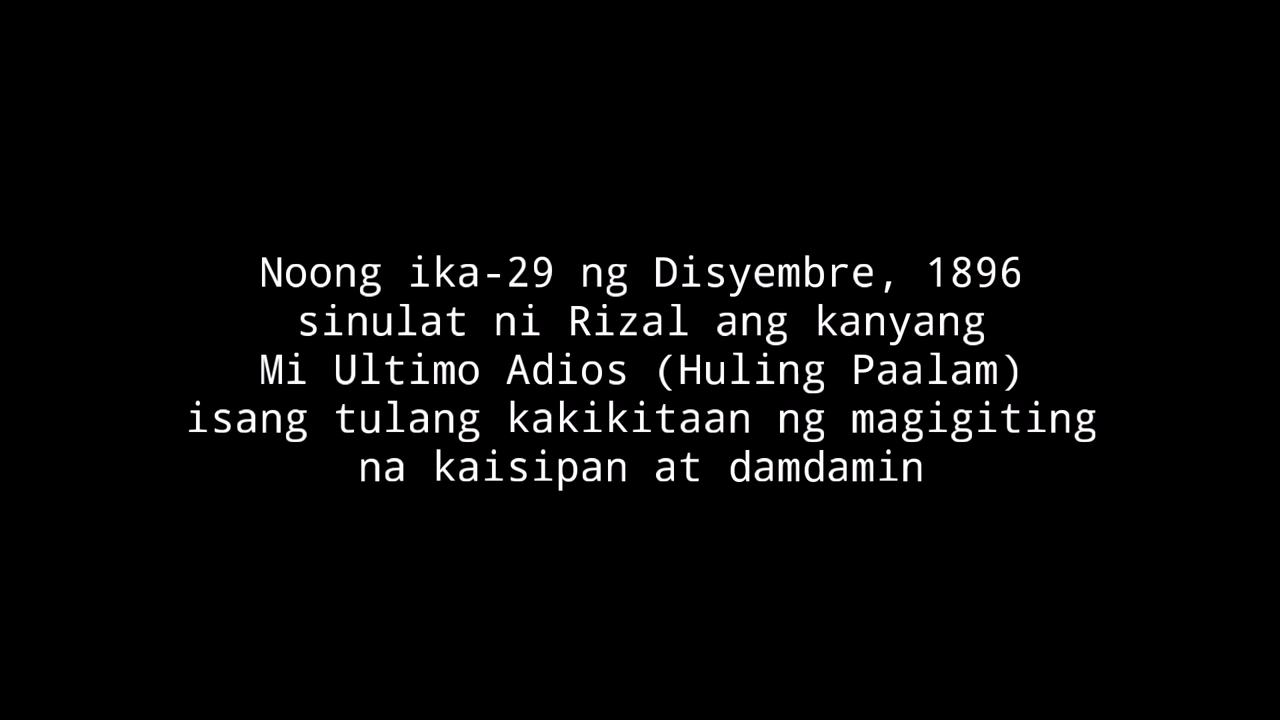 Noong ika-29 ng Disyembre, 1896
sinulat ni Rizal ang kanyang
Mi Ultimo Adios (Huling Paalam)
isang tulang kakikitaan ng magigiting
na kaisipan at damdamin